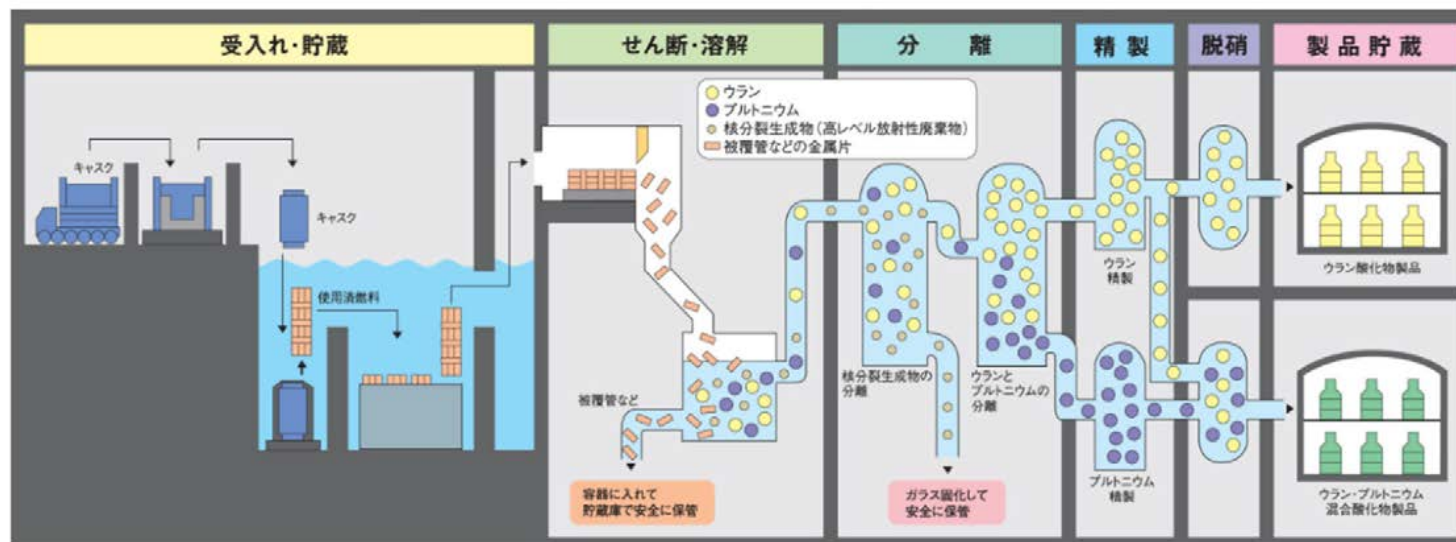 受入れ・貯蔵
せん断・溶解
分離
精製
脱硝
製品貯蔵
ウラン
プルトニウム
核分裂生成物(高レベル放射性廃棄物)
被覆管などの金属片
キャスク
キャスク
使用済燃料
被覆管など
容器に入れて
貯蔵庫で安全に保管
核分裂生成物の
分離
ガラス固化して
安全に保管
ウランと
プルトニウムの
分離
ウラン
精製
プルトニウム
精製
ウラン酸化物製品
ウラン・プルトニウム
混合酸化物製品